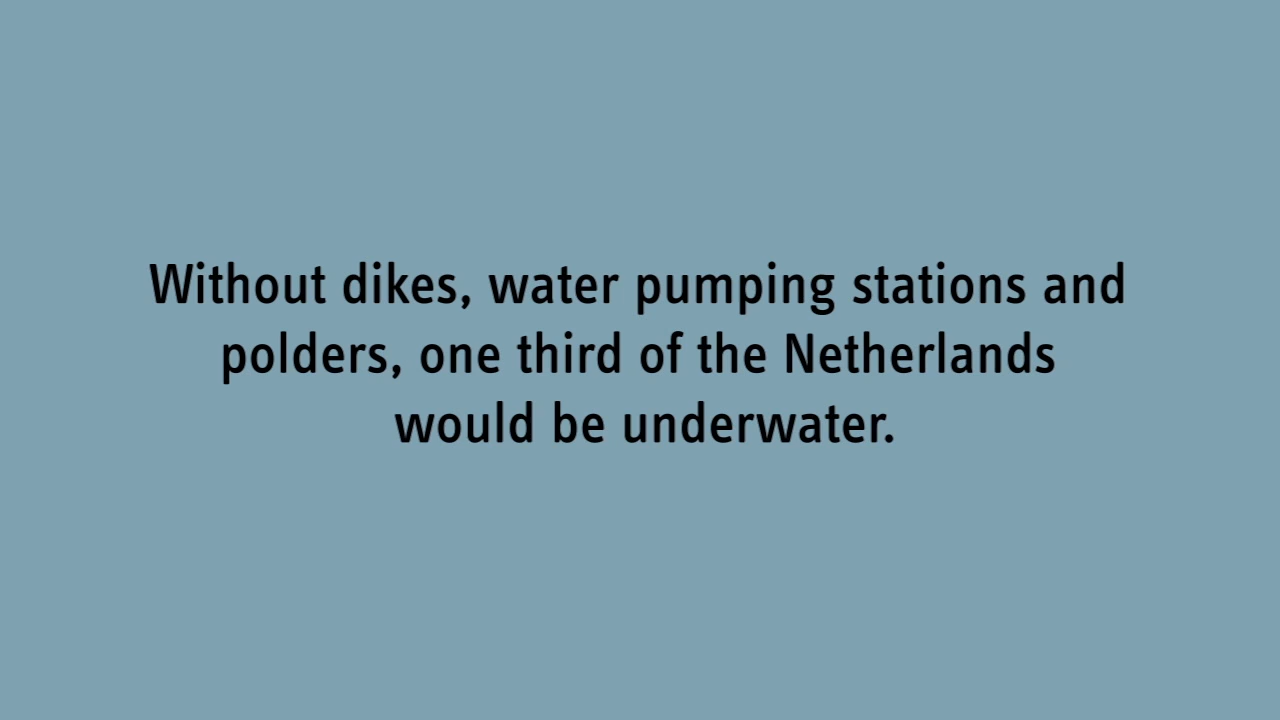 Without dikes, water pumping stations and
polders, one third of the Netherlands
would be underwater.